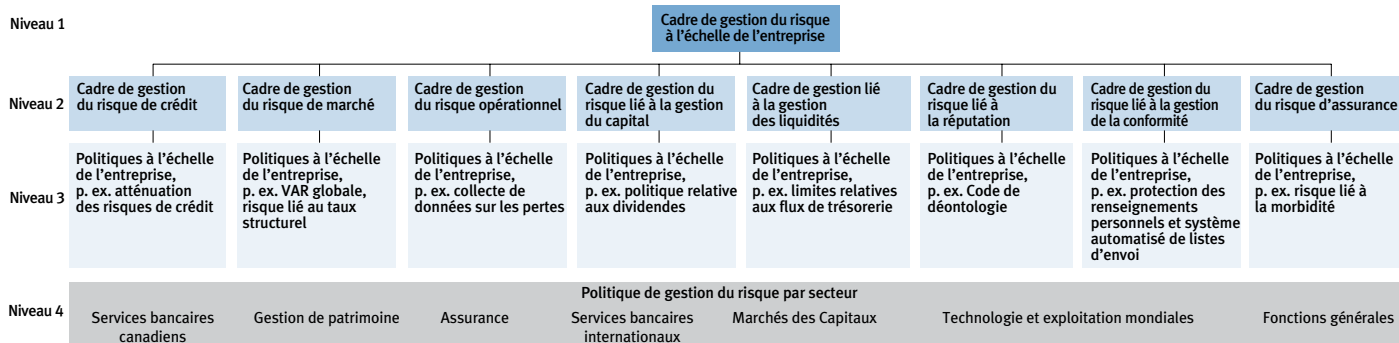 Niveau 1
Cadre de gestion du risque
à l'échelle de l'entreprise
Niveau 2
Cadre de gestion
du risque de crédit
Cadre de gestion
du risque de marché
Cadre de gestion
du risque opérationnel
Cadre de gestion du
risque lié à la gestion
du capital
Cadre de gestion lié
à la gestion
des liquidités
Cadre de gestion du
risque lié à
la réputation
Cadre de gestion du
risque lié à la gestion
de la conformité
Cadre de gestion
du risque d'assurance
Niveau 3
Politiques à l'échelle
de l'entreprise,
p. ex. atténuation
des risques de crédit
Politiques à l'échelle
de l'entreprise,
p. ex. VAR globale,
risque lié au taux
structurel
Politiques à l'échelle
de l'entreprise,
p. ex. collecte de
données sur les pertes
Politiques à l'échelle
de l'entreprise,
p. ex. politique relative
aux dividendes
Politiques à l'échelle
de l'entreprise,
p. ex. limites relatives
aux flux de trésorerie
Politiques à l'échelle
de l'entreprise,
p. ex. Code de
déontologie
Politiques à l'échelle
de l'entreprise,
p. ex. protection des
renseignements
personnels et système
automatisé de listes
d'envoi
Politiques à l'échelle
de l'entreprise,
p. ex. risque lié à
la morbidité
Niveau 4
Politique de gestion du risque par secteur
Services bancaires
canadiens
Gestion de patrimoine
Assurance
Services bancaires
internationaux
Marchés des Capitaux
Technologie et exploitation mondiales
Fonctions générales